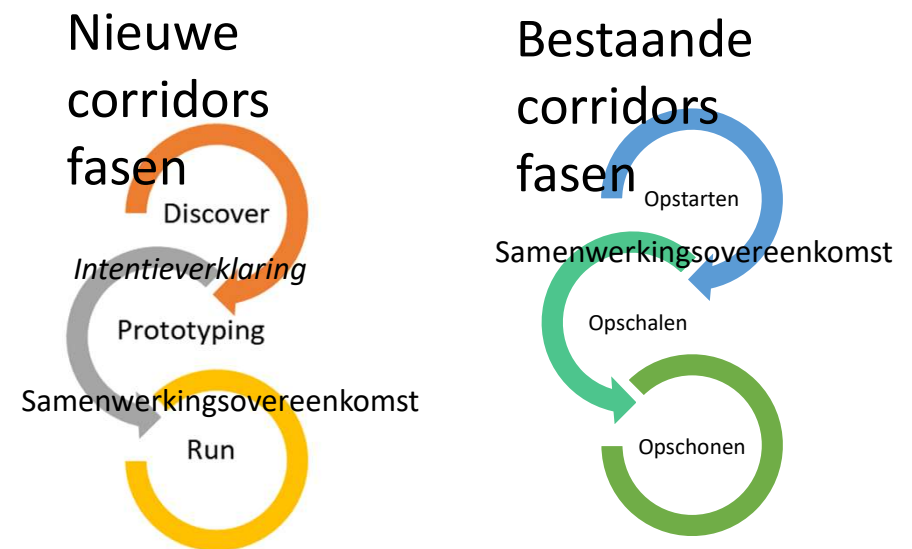 Nieuwe
corridors
fasen
Discover
Intentieverklaring
Prototyping
Samenwerkingsovereenkomst
Run
Bestaande
corridors
fasen
Opstarten
Samenwerkingsovereenkomst
Opschalen
Opschonen